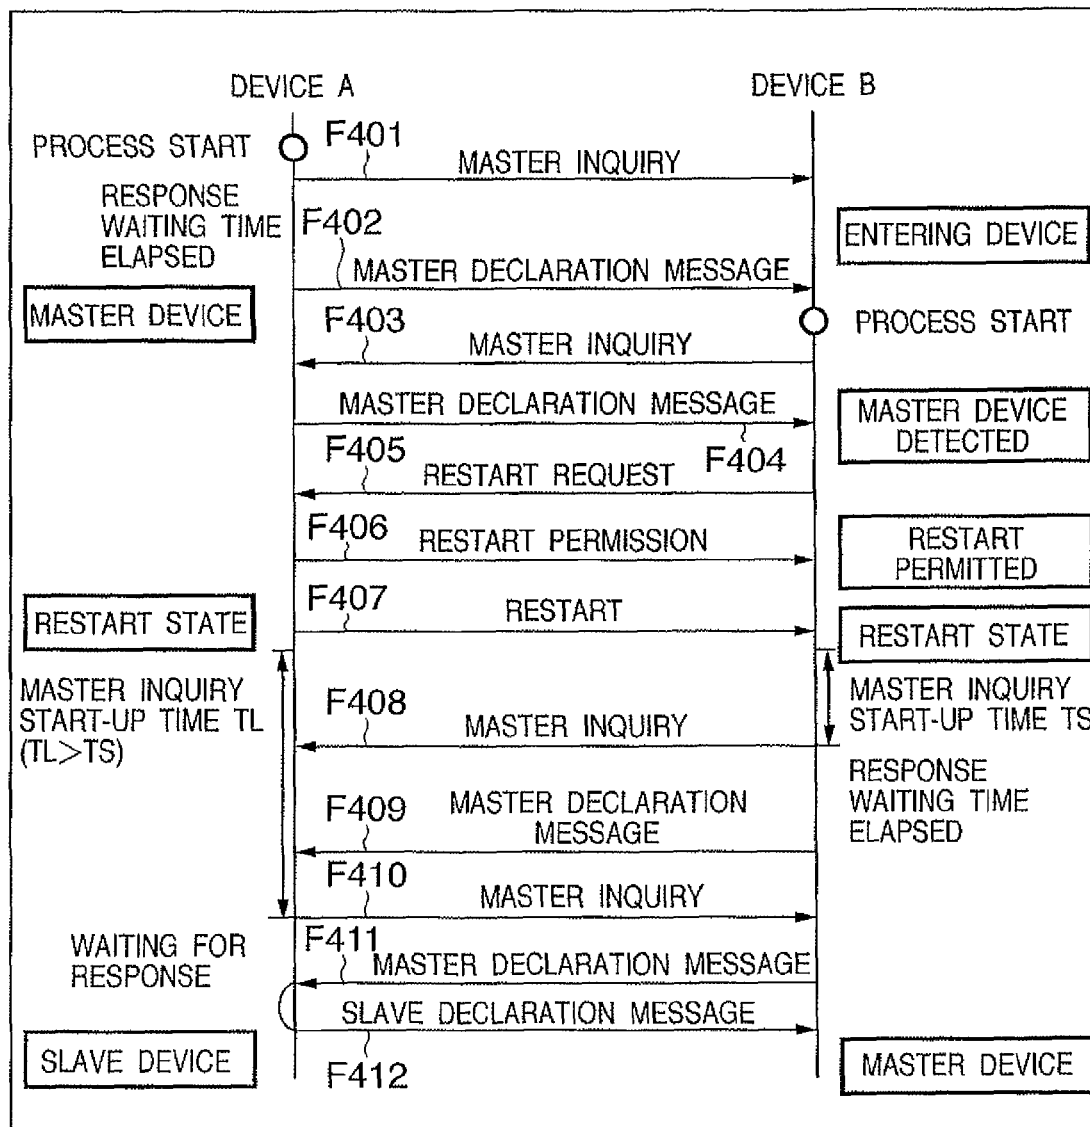 DEVICE A
DEVICE B
PROCESS START
F401
MASTER INQUIRY
RESPONSE
WAITING TIME
ELAPSED
F402
ENTERING DEVICE
MASTER DECLARATION MESSAGE
MASTER DEVICE
F403
PROCESS START
MASTER INQUIRY
MASTER DECLARATION MESSAGE
F404
MASTER DEVICE
DETECTED
F405
RESTART REQUEST
F406
RESTART PERMISSION
RESTART
PERMITTED
F407
RESTART
RESTART STATE
RESTART STATE
MASTER INQUIRY
START-UP TIME TL
(TL>TS)
F408
MASTER INQUIRY
MASTER INQUIRY
START-UP TIME TS
F409
MASTER DECLARATION
MESSAGE
RESPONSE
WAITING TIME
ELAPSED
F410
MASTER INQUIRY
WAITING FOR
RESPONSE
F411
MASTER DECLARATION MESSAGE
SLAVE DECLARATION MESSAGE
SLAVE DEVICE
F412
MASTER DEVICE